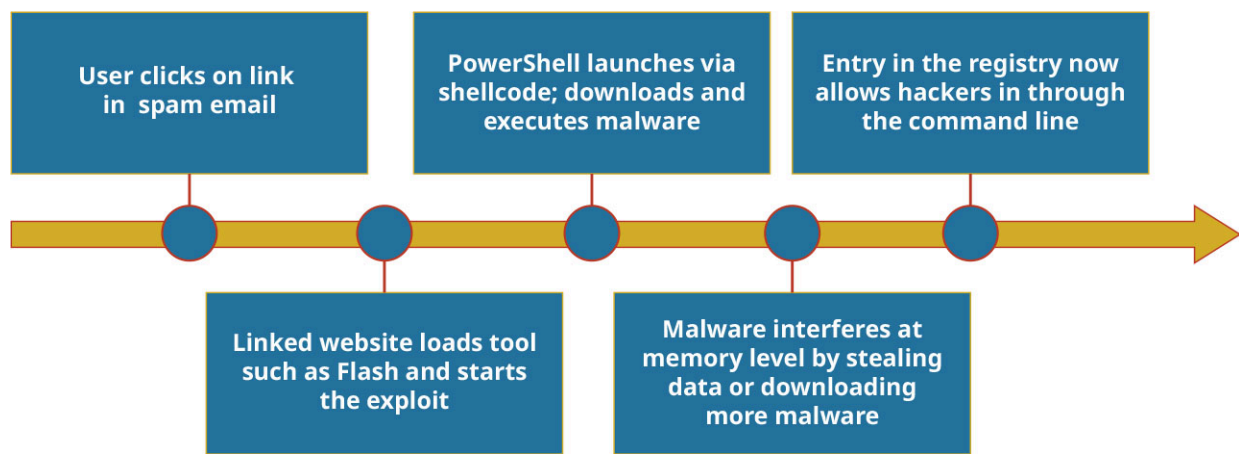 User clicks on link
in spam email
Linked website loads tool
such as Flash and starts
the exploit
PowerShell launches via
shellcode; downloads and
executes malware
Malware interferes at
memory level by stealing
data or downloading
more malware
Entry in the registry now
allows hackers in through
the command line